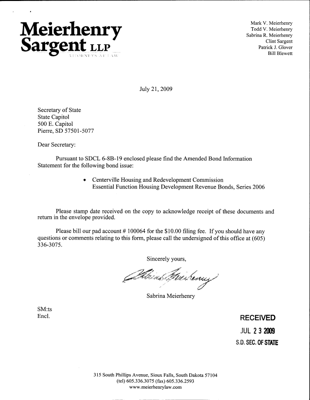 Meierhenry
Sargent LLP
ATTORNEYS AT LAW
Mark V. Meierhenry
Todd V. Meierhenry
Sabrina R. Meierhenry
Clint Sargent
Patrick J. Glover
Bill Blewett
July 21, 2009
Secretary of State
State Capitol
500 E. Capitol
Pierre, SD 57501-5077
Dear Secretary:
Pursuant to SDCL 6-8B-19 enclosed please find the Amended Bond Information
Statement for the following bond issue:
• Centerville Housing and Redevelopment Commission
Essential Function Housing Development Revenue Bonds, Series 2006
Please stamp date received on the copy to acknowledge receipt of these documents and
return in the envelope provided.
Please bill our pad account # 100064 for the $10.00 filing fee. If you should have any
questions or comments relating to this form, please call the undersigned of this office at (605)
336-3075.
Sincerely yours,
Sabrina Meierhenry
SM:ts
Encl.
RECEIVED
JUL 23 2009
S.D. SEC. OF STATE
315 South Phillips Avenue, Sioux Falls, South Dakota 57104
(tel) 605.336.3075 (fax) 605.336.2593
www.meierhenrylaw.com